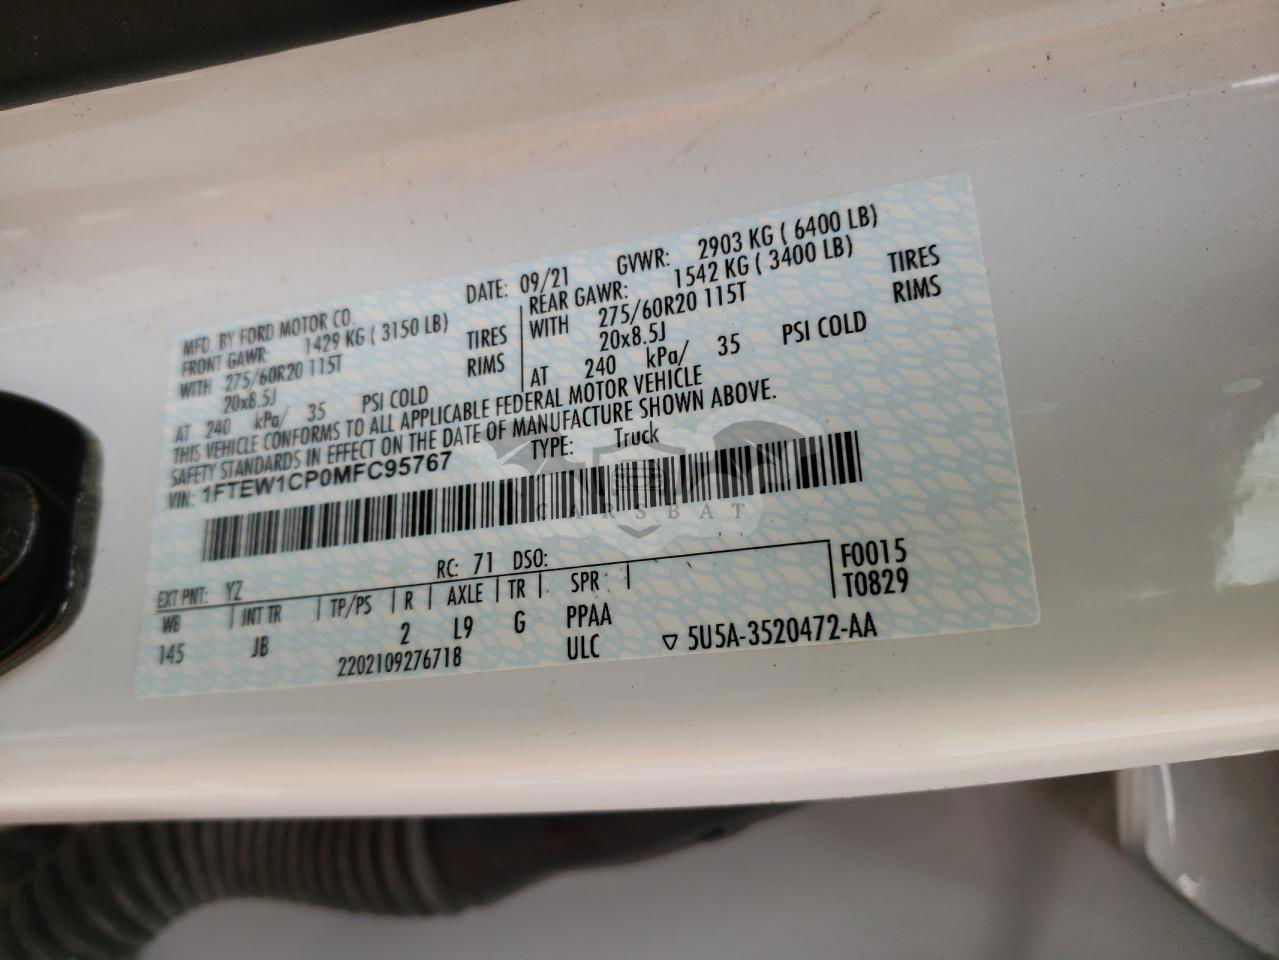 MFD. BY FORD MOTOR CO.
DATE: 09/21 GVWR: 2903 KG ( 6400 LB)
FRONT GAWR: 1429 KG ( 3150 LB)
WITH 275/60R20 115T TIRES
20x8.5J RIMS
AT 240 kPa/ 35 PSI COLD
REAR GAWR: 1542 KG ( 3400 LB)
WITH 275/60R20 115T TIRES
20x8.5J RIMS
AT 240 kPa/ 35 PSI COLD
THIS VEHICLE CONFORMS TO ALL APPLICABLE FEDERAL MOTOR VEHICLE
SAFETY STANDARDS IN EFFECT ON THE DATE OF MANUFACTURE SHOWN ABOVE.
VIN: 1FTEW1CP0MFC95767 TYPE: Truck
CARSBAT
EXT PNT: YZ RC: 71 DSO:
WB INT TR TP/PS R AXLE TR SPR F0015
145 JB 2 L9 G PPAA T0829
2202109276718 ULC ▽ 5U5A-3520472-AA